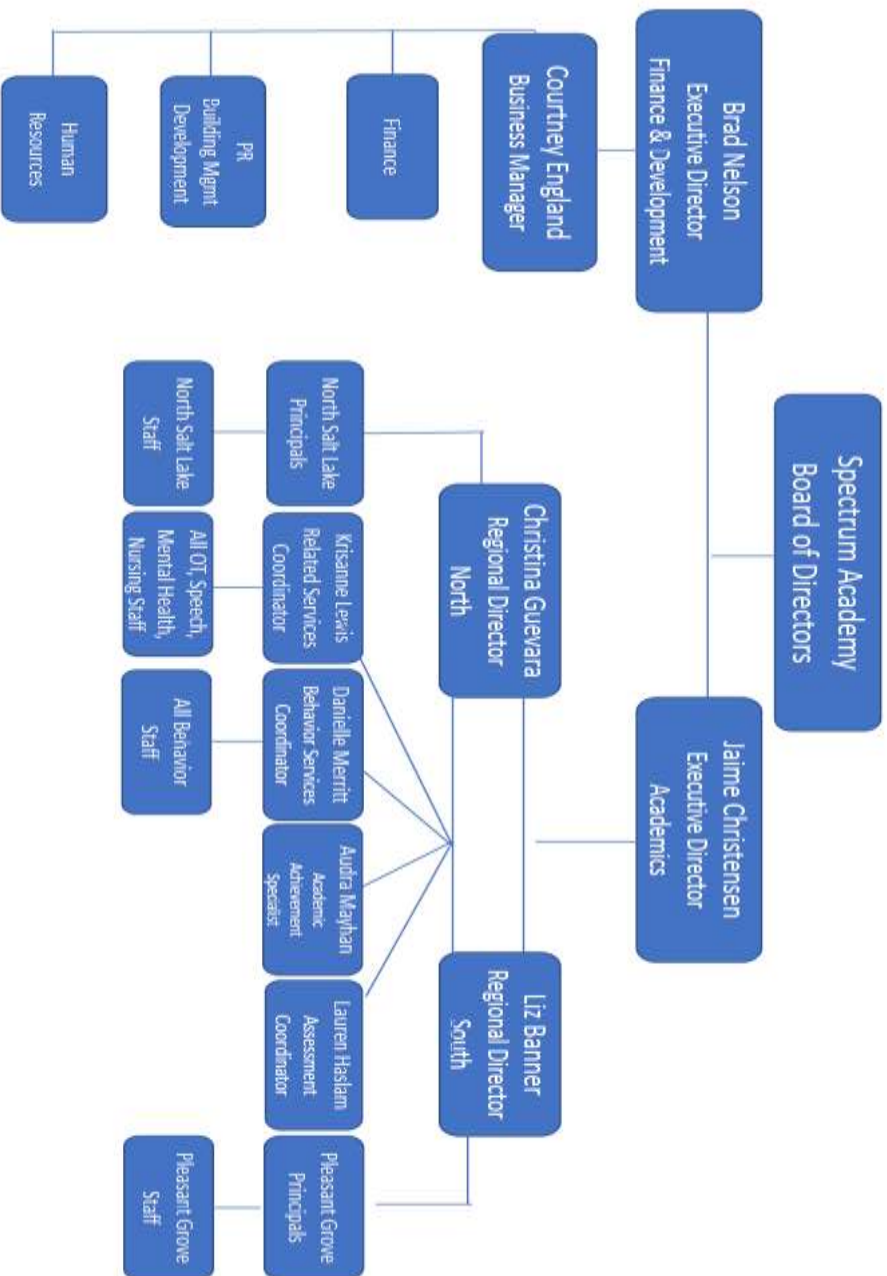 Spectrum Academy
Board of Directors
Brad Nelson
Executive Director
Finance & Development
Jaime Christensen
Executive Director
Academics
Courtney England
Business Manager
Christina Guevara
Regional Director
North
Liz Banner
Regional Director
South
Finance
PR
Building Mgmt
Development
Human
Resources
North Salt Lake
Principals
Krisanne Lewis
Related Services
Coordinator
Danielle Merritt
Behavior Services
Coordinator
Audra Mayhan
Academic
Achievement
Specialist
Lauren Haslam
Assessment
Coordinator
Pleasant Grove
Principals
North Salt Lake
Staff
All OT, Speech,
Mental Health,
Nursing Staff
All Behavior
Staff
Pleasant Grove
Staff